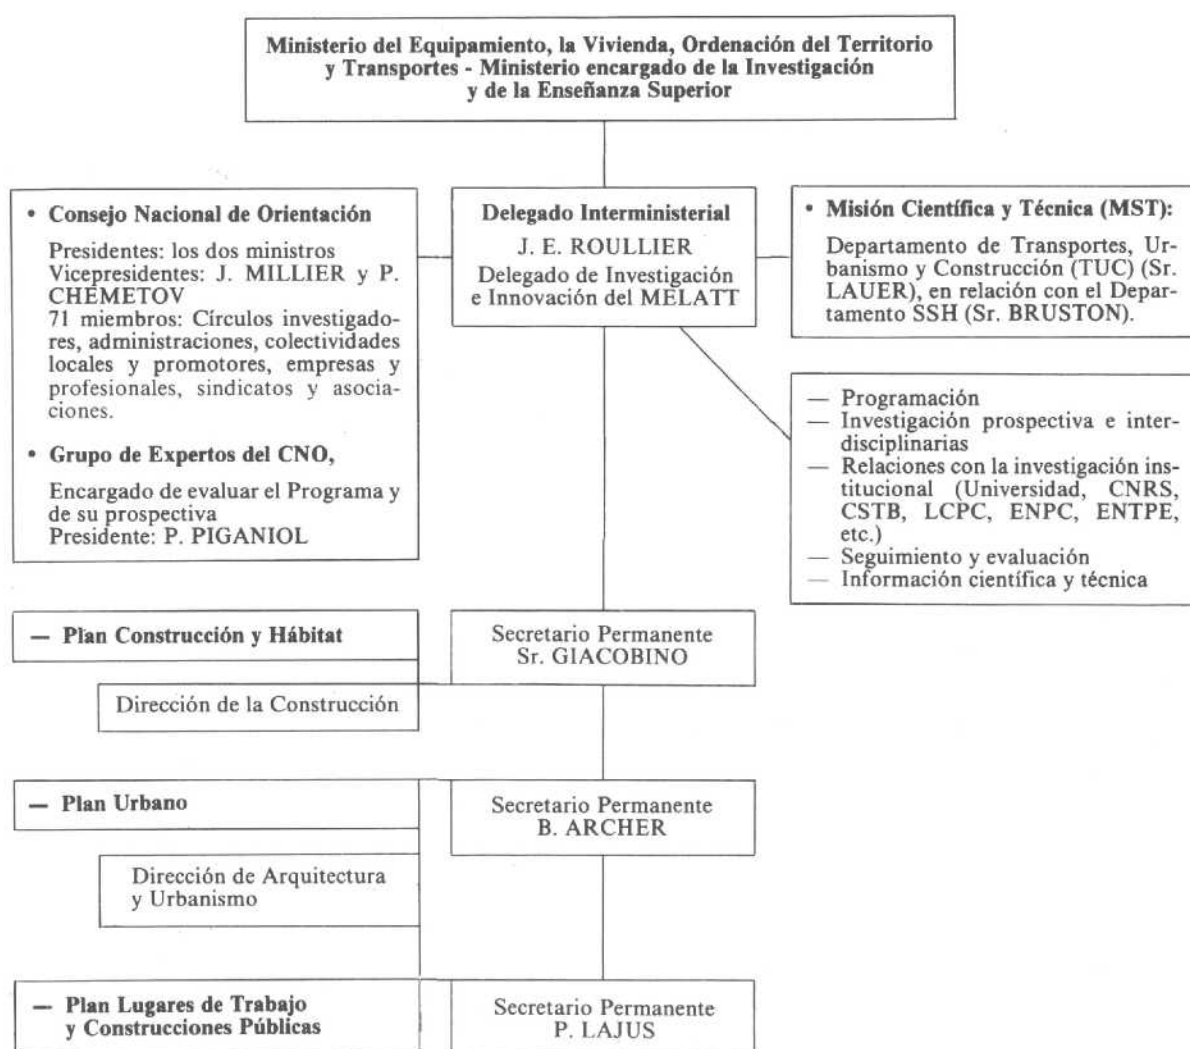 Ministerio del Equipamiento, la Vivienda, Ordenación del Territorio
y Transportes - Ministerio encargado de la Investigación
y de la Enseñanza Superior
• Consejo Nacional de Orientación
Presidentes: los dos ministros
Vicepresidentes: J. MILLIER y P.
CHEMETOV
71 miembros: Círculos investigado-
res, administraciones, colectividades
locales y promotores, empresas y
profesionales, sindicatos y asocia-
ciones.
• Grupo de Expertos del CNO,
Encargado de evaluar el Programa y
de su prospectiva
Presidente: P. PIGANIOL
Delegado Interministerial
J. E. ROULLIER
Delegado de Investigación
e Innovación del MELATT
• Misión Científica y Técnica (MST):
Departamento de Transportes, Ur-
banismo y Construcción (TUC) (Sr.
LAUER), en relación con el Depar-
tamento SSH (Sr. BRUSTON).
— Programación
— Investigación prospectiva e inter-
disciplinarias
— Relaciones con la investigación ins-
titucional (Universidad, CNRS,
CSTB, LCPC, ENPC, ENTPE,
etc.)
— Seguimiento y evaluación
— Información científica y técnica
— Plan Construcción y Hábitat
Dirección de la Construcción
Secretario Permanente
Sr. GIACOBINO
— Plan Urbano
Dirección de Arquitectura
y Urbanismo
Secretario Permanente
B. ARCHER
— Plan Lugares de Trabajo
y Construcciones Públicas
Secretario Permanente
P. LAJUS